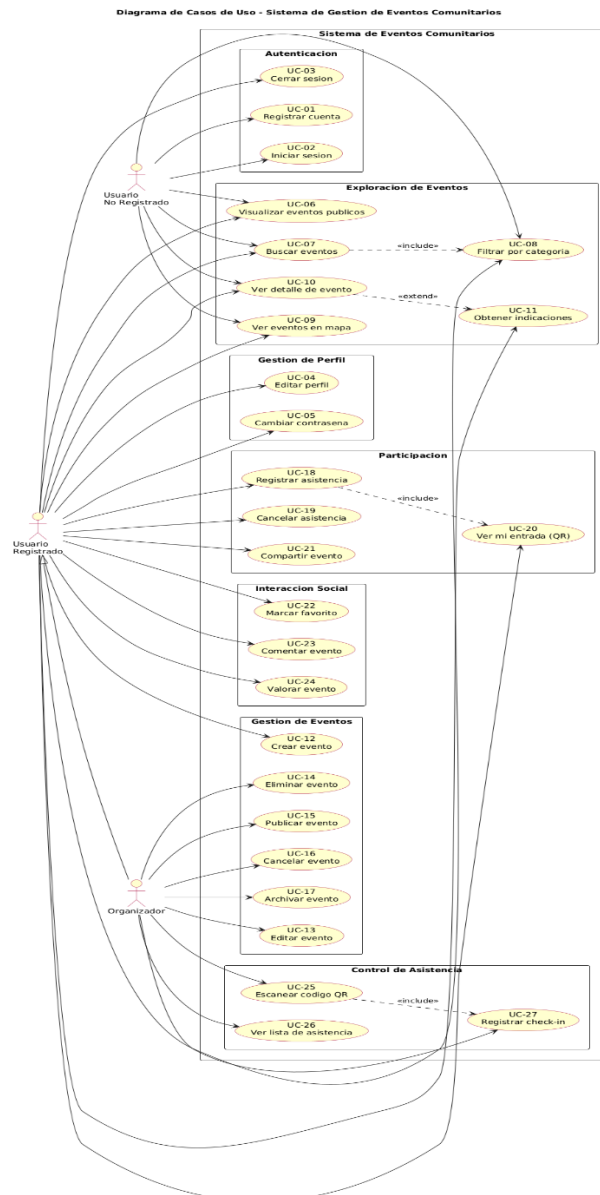 Diagrama de Casos de Uso - Sistema de Gestion de Eventos Comunitarios
Sistema de Eventos Comunitarios
Autenticacion
UC-03
Cerrar sesion
UC-01
Registrar cuenta
UC-02
Iniciar sesion
Usuario
No Registrado
Exploracion de Eventos
UC-06
Visualizar eventos publicos
UC-07
Buscar eventos
«include»
UC-08
Filtrar por categoria
UC-10
Ver detalle de evento
«extend»
UC-11
Obtener indicaciones
UC-09
Ver eventos en mapa
Gestion de Perfil
UC-04
Editar perfil
UC-05
Cambiar contrasena
Participacion
UC-18
Registrar asistencia
«include»
UC-19
Cancelar asistencia
UC-20
Ver mi entrada (QR)
UC-21
Compartir evento
Usuario
Registrado
Interaccion Social
UC-22
Marcar favorito
UC-23
Comentar evento
UC-24
Valorar evento
Gestion de Eventos
UC-12
Crear evento
UC-14
Eliminar evento
UC-15
Publicar evento
UC-16
Cancelar evento
UC-17
Archivar evento
UC-13
Editar evento
Organizador
Control de Asistencia
UC-25
Escanear codigo QR
«include»
UC-27
Registrar check-in
UC-26
Ver lista de asistencia